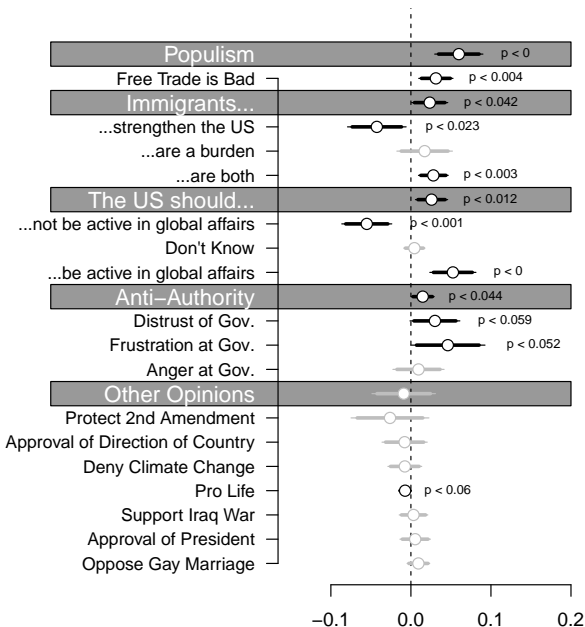 Populism p < 0
Free Trade is Bad p < 0.004
Immigrants... p < 0.042
...strengthen the US p < 0.023
...are a burden
...are both p < 0.003
The US should... p < 0.012
...not be active in global affairs p < 0.001
Don't Know
...be active in global affairs p < 0
Anti−Authority p < 0.044
Distrust of Gov. p < 0.059
Frustration at Gov. p < 0.052
Anger at Gov.
Other Opinions
Protect 2nd Amendment
Approval of Direction of Country
Deny Climate Change
Pro Life p < 0.06
Support Iraq War
Approval of President
Oppose Gay Marriage
−0.1 0.0 0.1 0.2